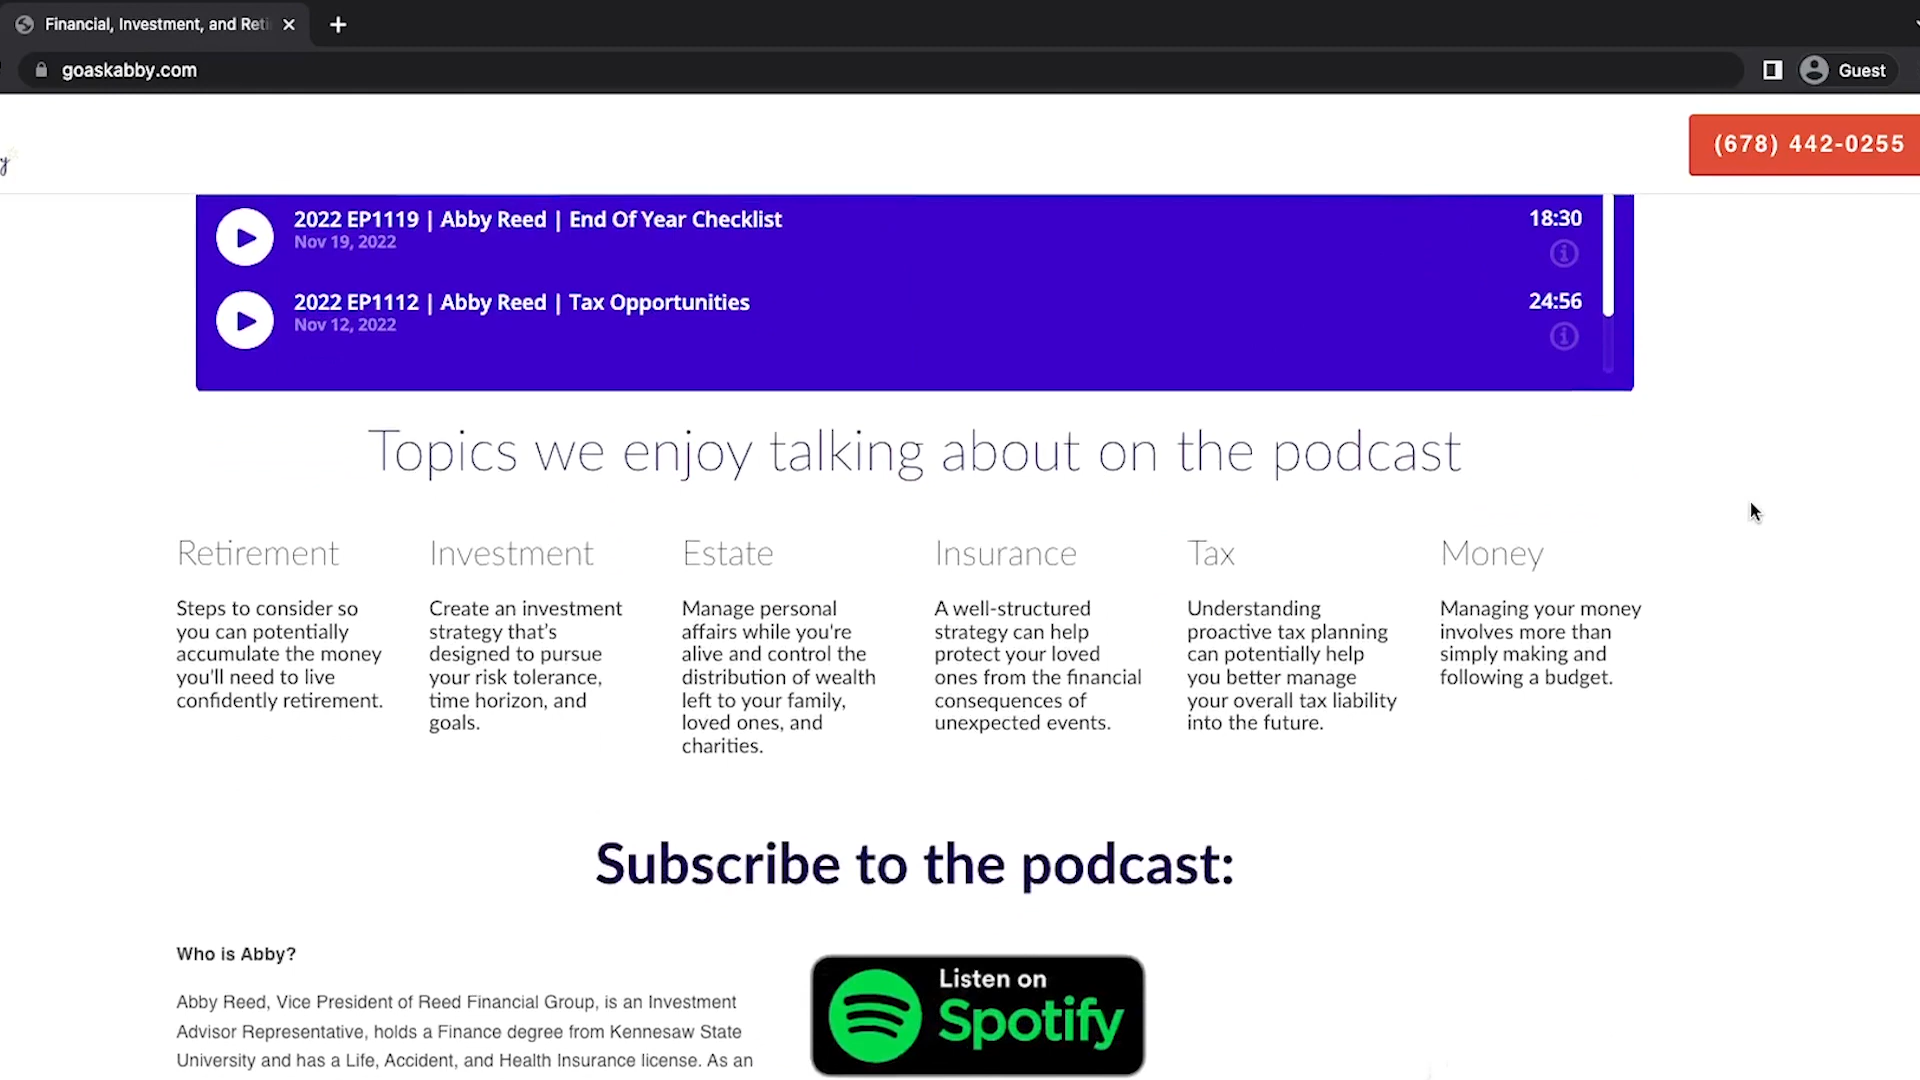 Financial, Investment, and Reti
goaskabby.com
Guest
y
(678) 442-0255
2022 EP1119 | Abby Reed | End Of Year Checklist
18:30
Nov 19, 2022
2022 EP1112 | Abby Reed | Tax Opportunities
24:56
Nov 12, 2022
Topics we enjoy talking about on the podcast
Retirement
Steps to consider so
you can potentially
accumulate the money
you'll need to live
confidently retirement.
Investment
Create an investment
strategy that’s
designed to pursue
your risk tolerance,
time horizon, and
goals.
Estate
Manage personal
affairs while you're
alive and control the
distribution of wealth
left to your family,
loved ones, and
charities.
Insurance
A well-structured
strategy can help
protect your loved
ones from the financial
consequences of
unexpected events.
Tax
Understanding
proactive tax planning
can potentially help
you better manage
your overall tax liability
into the future.
Money
Managing your money
involves more than
simply making and
following a budget.
Subscribe to the podcast:
Who is Abby?
Abby Reed, Vice President of Reed Financial Group, is an Investment
Advisor Representative, holds a Finance degree from Kennesaw State
University and has a Life, Accident, and Health Insurance license. As an
Listen on
Spotify